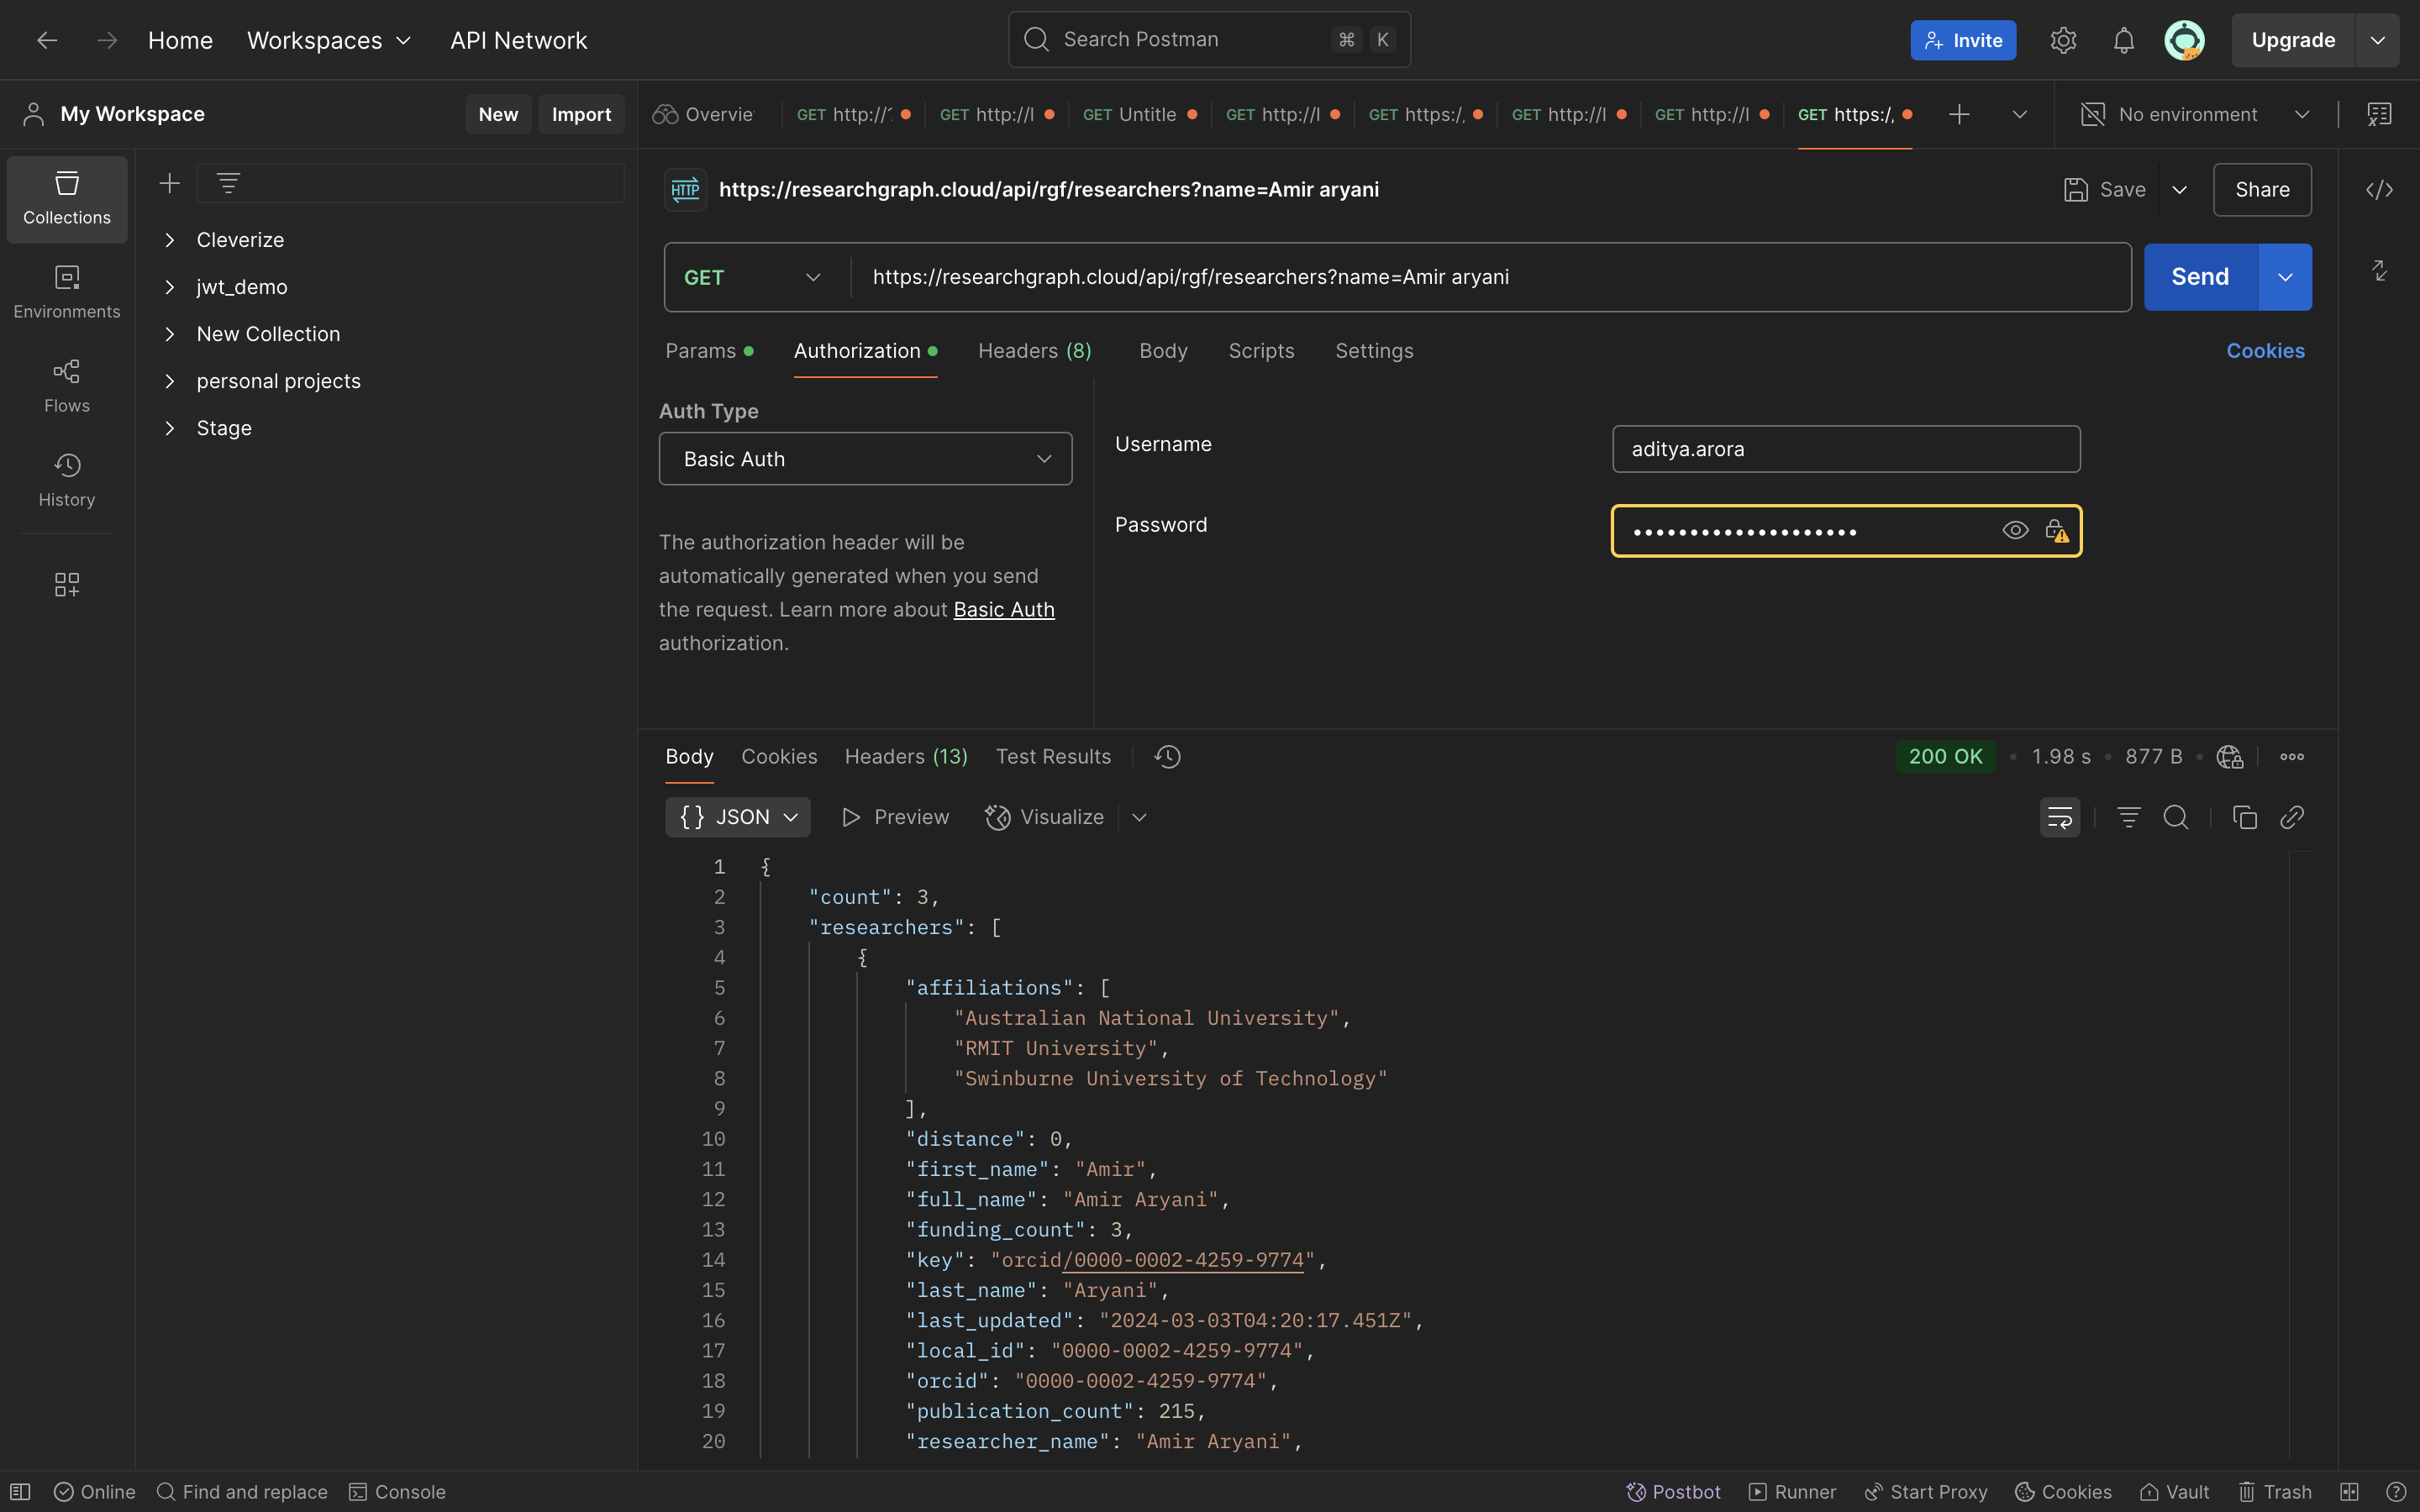 Home
Workspaces
API Network
Search Postman
⌘ K
Invite
Upgrade
My Workspace
New
Import
Overvie
GET http://
GET http://l
GET Untitle
GET http://l
GET https:/,
GET http://l
GET http://l
GET https:/,
No environment
Collections
Environments
Flows
History
Cleverize
jwt_demo
New Collection
personal projects
Stage
HTTP
https://researchgraph.cloud/api/rgf/researchers?name=Amir aryani
Save
Share
GET
https://researchgraph.cloud/api/rgf/researchers?name=Amir aryani
Send
Params
Authorization
Headers (8)
Body
Scripts
Settings
Cookies
Auth Type
Basic Auth
The authorization header will be
automatically generated when you send
the request. Learn more about Basic Auth
authorization.
Username
aditya.arora
Password
•••••••••••••••••••
Body
Cookies
Headers (13)
Test Results
200 OK
1.98 s
877 B
{} JSON
Preview
Visualize
1 {
2 "count": 3,
3 "researchers": [
4 {
5 "affiliations": [
6 "Australian National University",
7 "RMIT University",
8 "Swinburne University of Technology"
9 ],
10 "distance": 0,
11 "first_name": "Amir",
12 "full_name": "Amir Aryani",
13 "funding_count": 3,
14 "key": "orcid/0000-0002-4259-9774",
15 "last_name": "Aryani",
16 "last_updated": "2024-03-03T04:20:17.451Z",
17 "local_id": "0000-0002-4259-9774",
18 "orcid": "0000-0002-4259-9774",
19 "publication_count": 215,
20 "researcher_name": "Amir Aryani",
Online
Find and replace
Console
Postbot
Runner
Start Proxy
Cookies
Vault
Trash